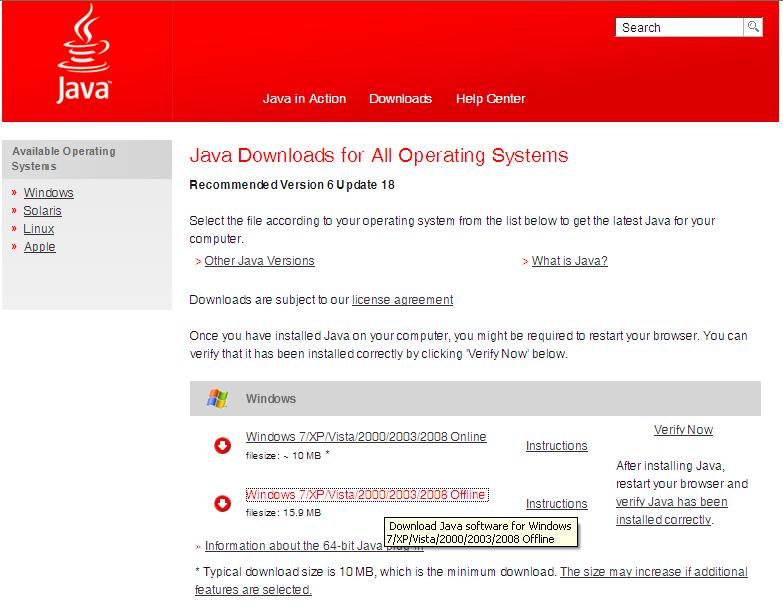 Java™
Search
Java in Action Downloads Help Center
Available Operating
Systems
» Windows
» Solaris
» Linux
» Apple
Java Downloads for All Operating Systems
Recommended Version 6 Update 18
Select the file according to your operating system from the list below to get the latest Java for your
computer.
> Other Java Versions > What is Java?
Downloads are subject to our license agreement
Once you have installed Java on your computer, you might be required to restart your browser. You can
verify that it has been installed correctly by clicking 'Verify Now' below.
Windows
Windows 7/XP/Vista/2000/2003/2008 Online
filesize: ~ 10 MB *
Instructions
Windows 7/XP/Vista/2000/2003/2008 Offline
filesize: 15.9 MB
Instructions
Verify Now
After installing Java,
restart your browser and
verify Java has been
installed correctly.
Download Java software for Windows
7/XP/Vista/2000/2003/2008 Offline
» Information about the 64-bit Java plug-in
* Typical download size is 10 MB, which is the minimum download. The size may increase if additional
features are selected.